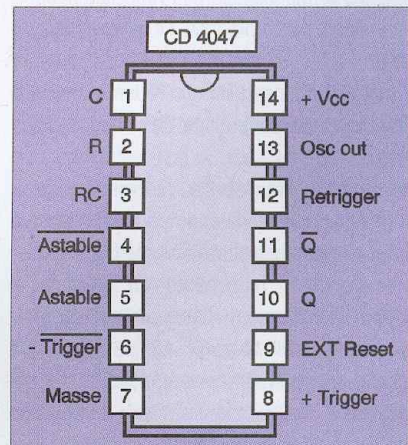 CD 4047
C 1 14 + Vcc
R 2 13 Osc out
RC 3 12 Retrigger
Astable 4 11 Q
Astable 5 10 Q
- Trigger 6 9 EXT Reset
Masse 7 8 + Trigger